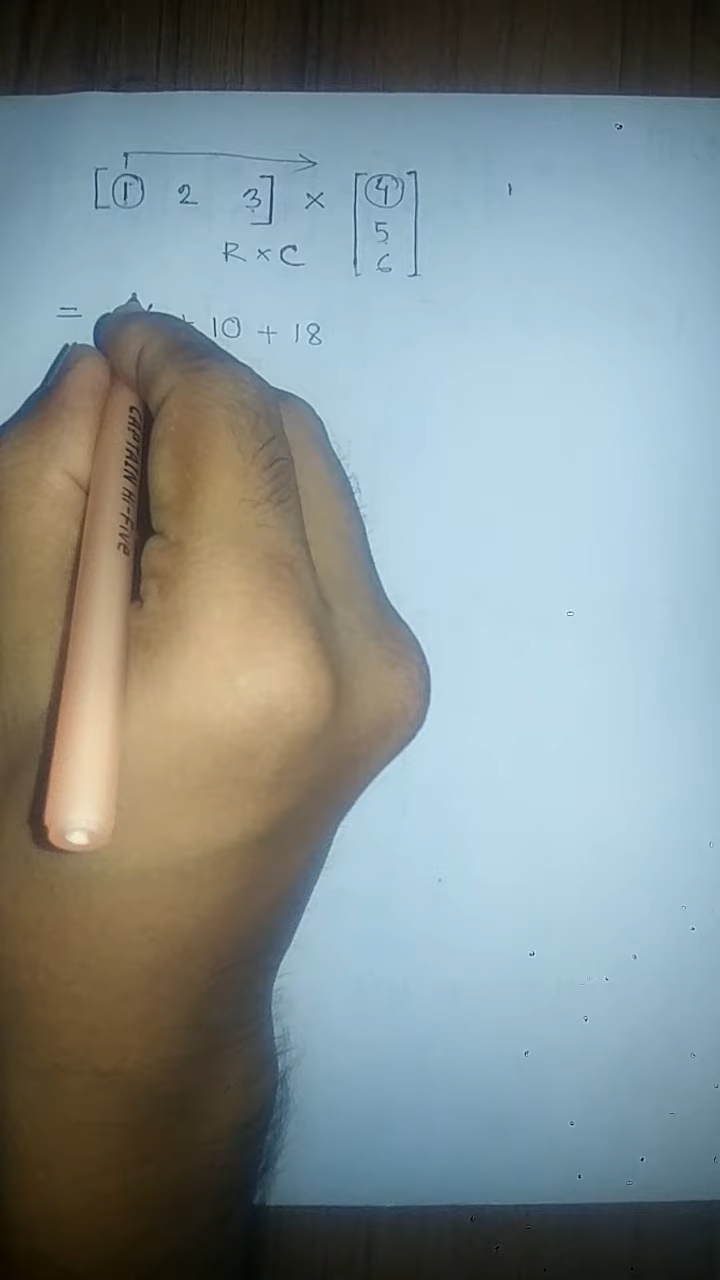 [1 2 3] × [4
5
6]
R × C
= + 10 + 18
CAPTAIN Hi-Five